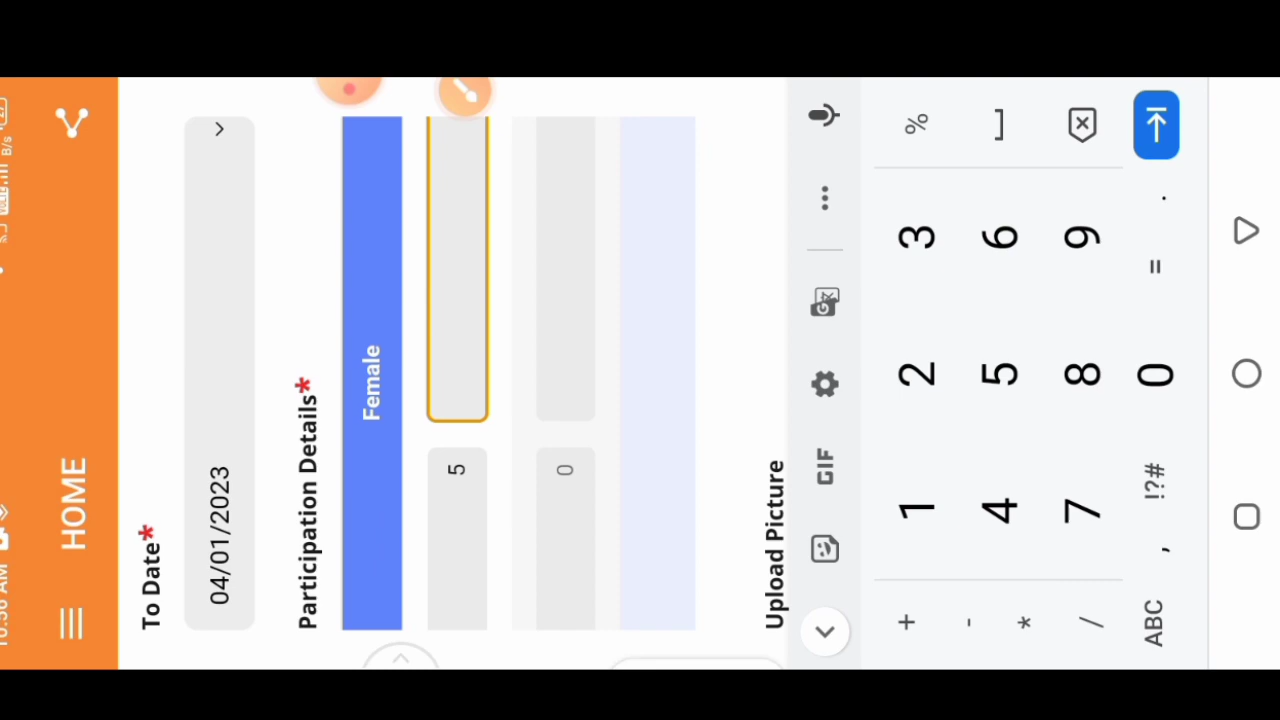 HOME
To Date*
04/01/2023
Participation Details*
Female
5
0
Upload Picture
GIF
+ 1 2 3 %
- 4 5 6
* 7 8 9
/
ABC , !?# 0 = .